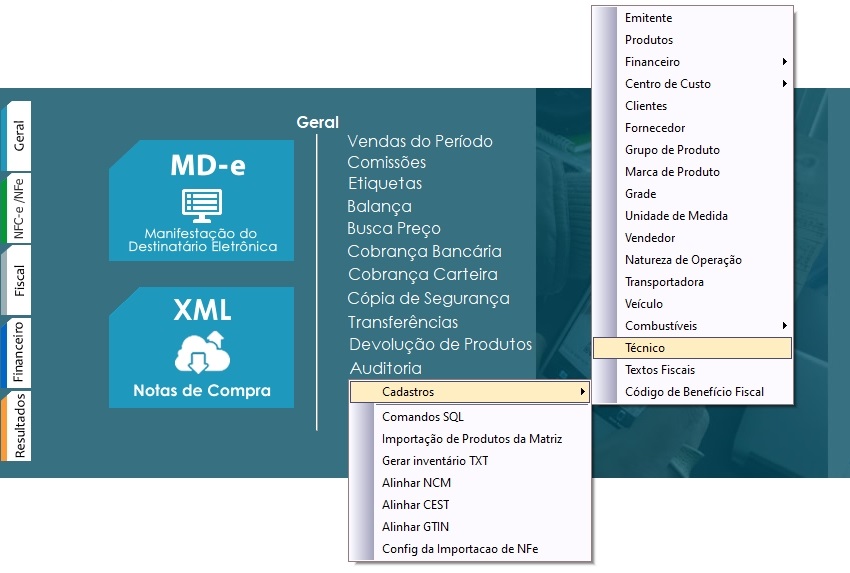 Geral
NFC-e /NFe
Fiscal
Financeiro
Resultados
MD-e
Manifestação do
Destinatário Eletrônica
XML
Notas de Compra
Geral
Vendas do Período
Comissões
Etiquetas
Balança
Busca Preço
Cobrança Bancária
Cobrança Carteira
Cópia de Segurança
Transferências
Devolução de Produtos
Auditoria
Cadastros
Comandos SQL
Importação de Produtos da Matriz
Gerar inventário TXT
Alinhar NCM
Alinhar CEST
Alinhar GTIN
Config da Importacao de NFe
Emitente
Produtos
Financeiro
Centro de Custo
Clientes
Fornecedor
Grupo de Produto
Marca de Produto
Grade
Unidade de Medida
Vendedor
Natureza de Operação
Transportadora
Veículo
Combustíveis
Técnico
Textos Fiscais
Código de Benefício Fiscal